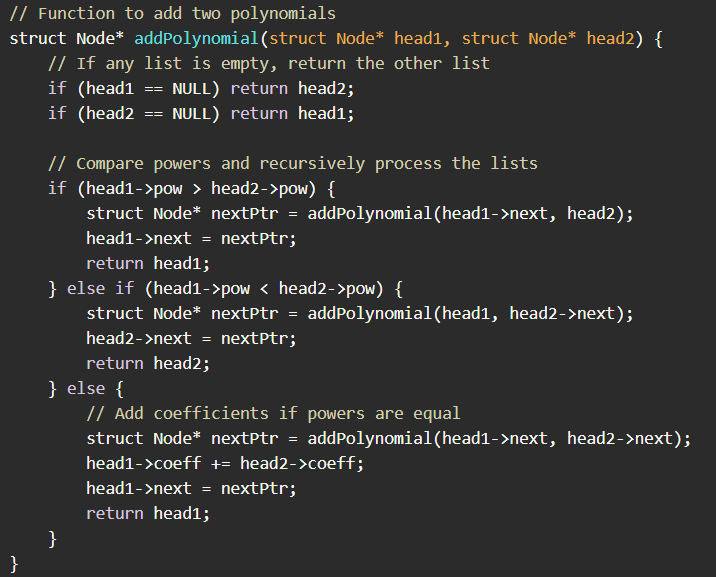 // Function to add two polynomials
struct Node* addPolynomial(struct Node* head1, struct Node* head2) {
    // If any list is empty, return the other list
    if (head1 == NULL) return head2;
    if (head2 == NULL) return head1;

    // Compare powers and recursively process the lists
    if (head1->pow > head2->pow) {
        struct Node* nextPtr = addPolynomial(head1->next, head2);
        head1->next = nextPtr;
        return head1;
    } else if (head1->pow < head2->pow) {
        struct Node* nextPtr = addPolynomial(head1, head2->next);
        head2->next = nextPtr;
        return head2;
    } else {
        // Add coefficients if powers are equal
        struct Node* nextPtr = addPolynomial(head1->next, head2->next);
        head1->coeff += head2->coeff;
        head1->next = nextPtr;
        return head1;
    }
}